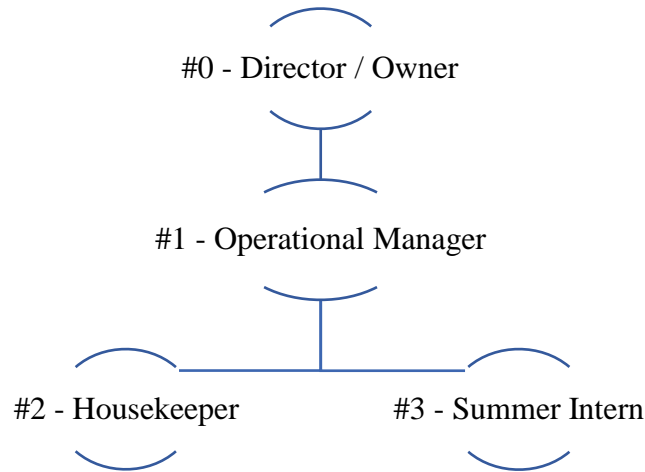 #0 - Director / Owner
#1 - Operational Manager
#2 - Housekeeper
#3 - Summer Intern